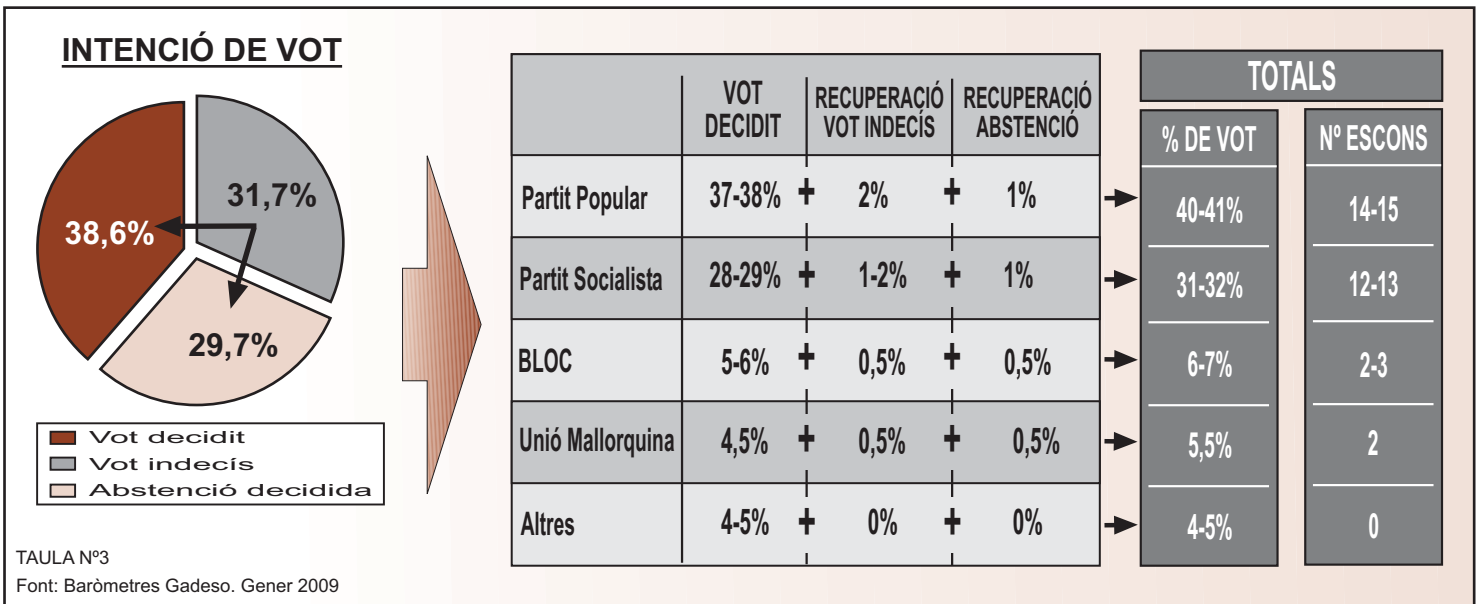 INTENCIÓ DE VOT
38,6%
31,7%
29,7%
Vot decidit
Vot indecís
Abstenció decidida
TAULA Nº3
Font: Baròmetres Gadeso. Gener 2009
VOT DECIDIT RECUPERACIÓ VOT INDECÍS RECUPERACIÓ ABSTENCIÓ
Partit Popular 37-38% + 2% + 1%
Partit Socialista 28-29% + 1-2% + 1%
BLOC 5-6% + 0,5% + 0,5%
Unió Mallorquina 4,5% + 0,5% + 0,5%
Altres 4-5% + 0% + 0%
TOTALS
% DE VOT Nº ESCONS
40-41% 14-15
31-32% 12-13
6-7% 2-3
5,5% 2
4-5% 0